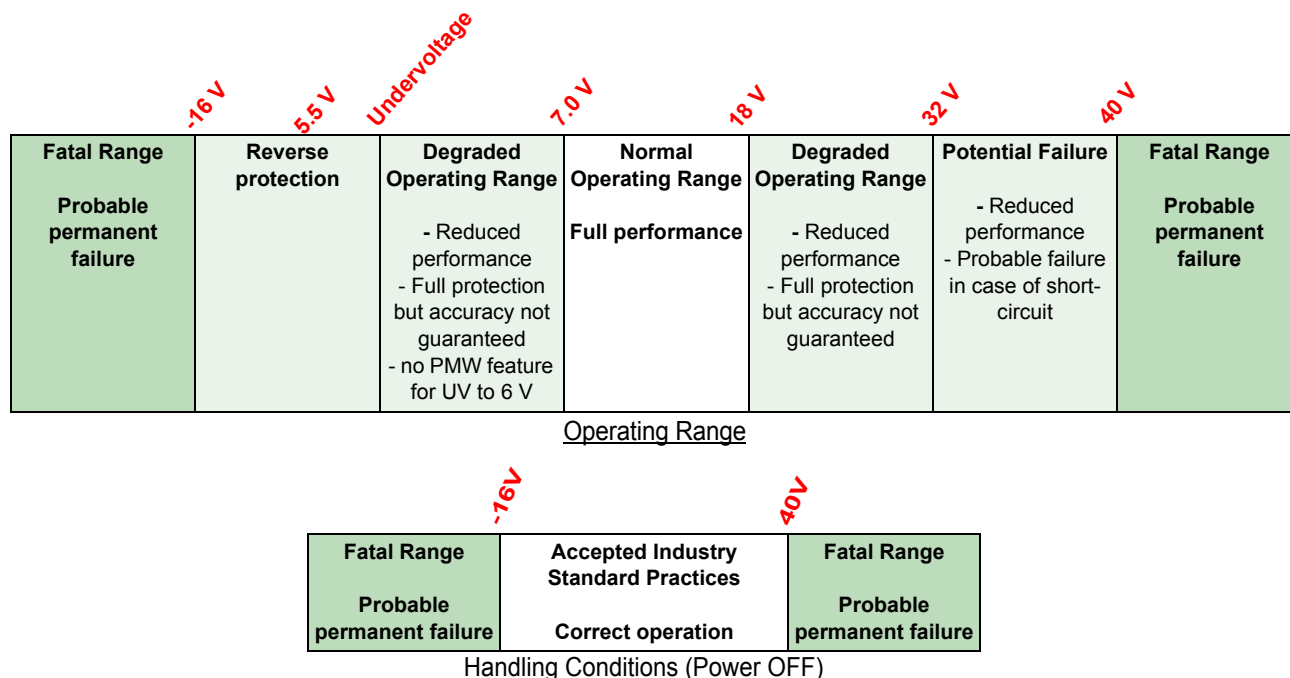 -16 V
5.5 V
Undervoltage
7.0 V
18 V
32 V
40 V
Fatal Range
Probable
permanent
failure
Reverse
protection
Degraded
Operating Range
- Reduced
performance
- Full protection
but accuracy not
guaranteed
- no PMW feature
for UV to 6 V
Normal
Operating Range
Full performance
Degraded
Operating Range
- Reduced
performance
- Full protection
but accuracy not
guaranteed
Potential Failure
- Reduced
performance
- Probable failure
in case of short-
circuit
Fatal Range
Probable
permanent
failure
Operating Range
-16V
40V
Fatal Range
Probable
permanent failure
Accepted Industry
Standard Practices
Correct operation
Fatal Range
Probable
permanent failure
Handling Conditions (Power OFF)